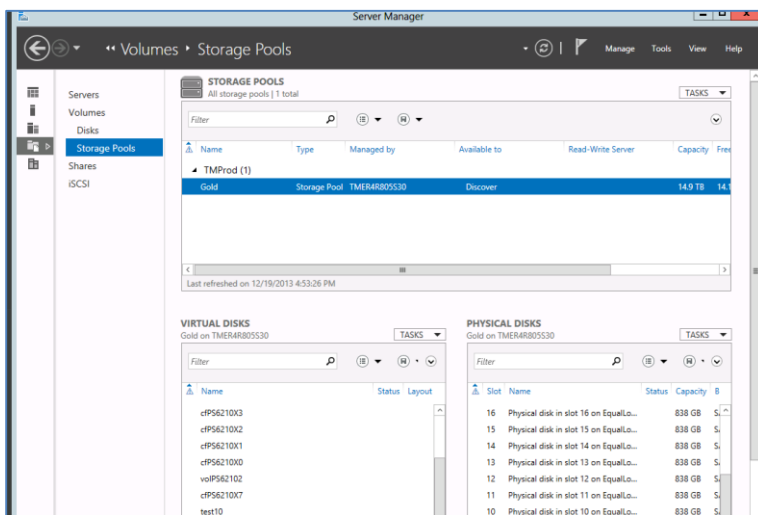 Server Manager
Volumes ▸ Storage Pools
Manage Tools View Help
Servers
Volumes
Disks
Storage Pools
Shares
iSCSI
STORAGE POOLS
All storage pools | 1 total
TASKS
Filter
Name Type Managed by Available to Read-Write Server Capacity Free
TMProd (1)
Gold Storage Pool TMER4R805S30 Discover 14.9 TB 14.1
Last refreshed on 12/19/2013 4:53:26 PM
VIRTUAL DISKS
Gold on TMER4R805S30
TASKS
Filter
Name Status Layout
cfPS6210X3
cfPS6210X2
cfPS6210X1
cfPS6210X0
volPS62102
cfPS6210X7
test10
PHYSICAL DISKS
Gold on TMER4R805S30
TASKS
Filter
Slot Name Status Capacity B
16 Physical disk in slot 16 on EqualLo... 838 GB S
15 Physical disk in slot 15 on EqualLo... 838 GB S
14 Physical disk in slot 14 on EqualLo... 838 GB S
13 Physical disk in slot 13 on EqualLo... 838 GB S
12 Physical disk in slot 12 on EqualLo... 838 GB S
11 Physical disk in slot 11 on EqualLo... 838 GB S
10 Physical disk in slot 10 on EqualLo... 838 GB S